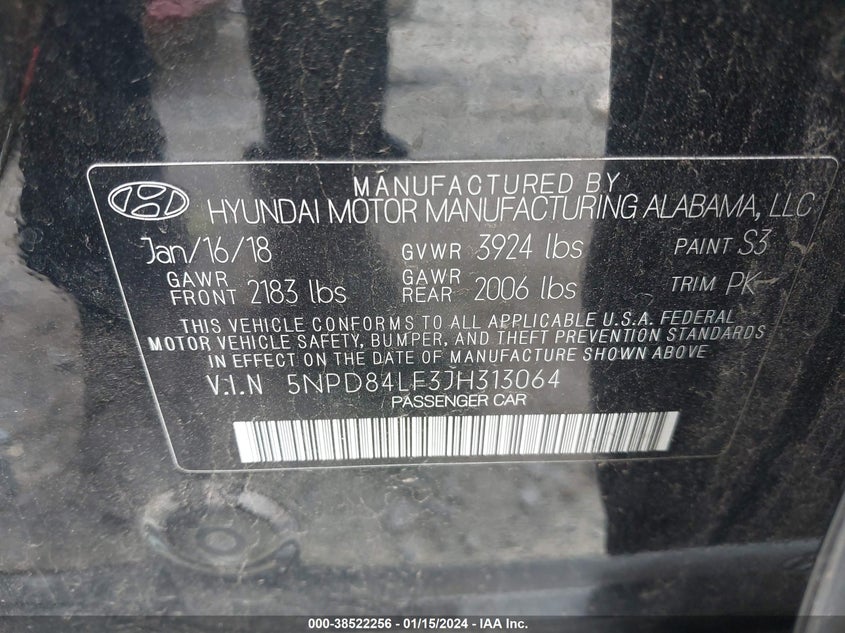 MANUFACTURED BY
HYUNDAI MOTOR MANUFACTURING ALABAMA, LLC
Jan/16/18 GVWR 3924 lbs PAINT S3
GAWR FRONT 2183 lbs GAWR REAR 2006 lbs TRIM PK
THIS VEHICLE CONFORMS TO ALL APPLICABLE U.S.A. FEDERAL
MOTOR VEHICLE SAFETY, BUMPER, AND THEFT PREVENTION STANDARDS
IN EFFECT ON THE DATE OF MANUFACTURE SHOWN ABOVE
V.I.N 5NPD84LF3JH313064
PASSENGER CAR
000-38522256 - 01/15/2024 - IAA Inc.